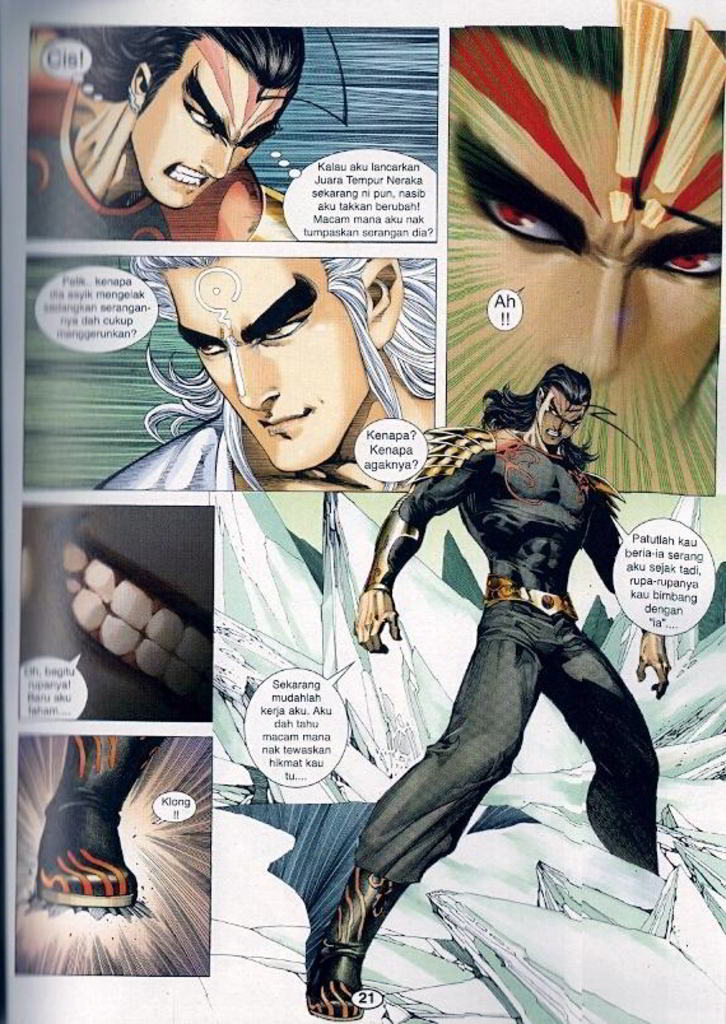 Cis!
Kalau aku lancarkan
Juara Tempur Neraka
sekarang ni pun, nasib
aku takkan berubah!
Macam mana aku nak
tumpaskan serangan dia?
Ah
!!
Pelik.. kenapa
dia asyik mengelak
sedangkan serangan-
nya dah cukup
menggerunkan?
Kenapa?
Kenapa
agaknya?
Patutlah kau
beria-ia serang
aku sejak tadi,
rupa-rupanya
kau bimbang
dengan
"ia"....
Oh, begitu
rupanya!
Baru aku
faham....
Sekarang
mudahlah
kerja aku. Aku
dah tahu
macam mana
nak tewaskan
hikmat kau
tu....
Klong
!!
21